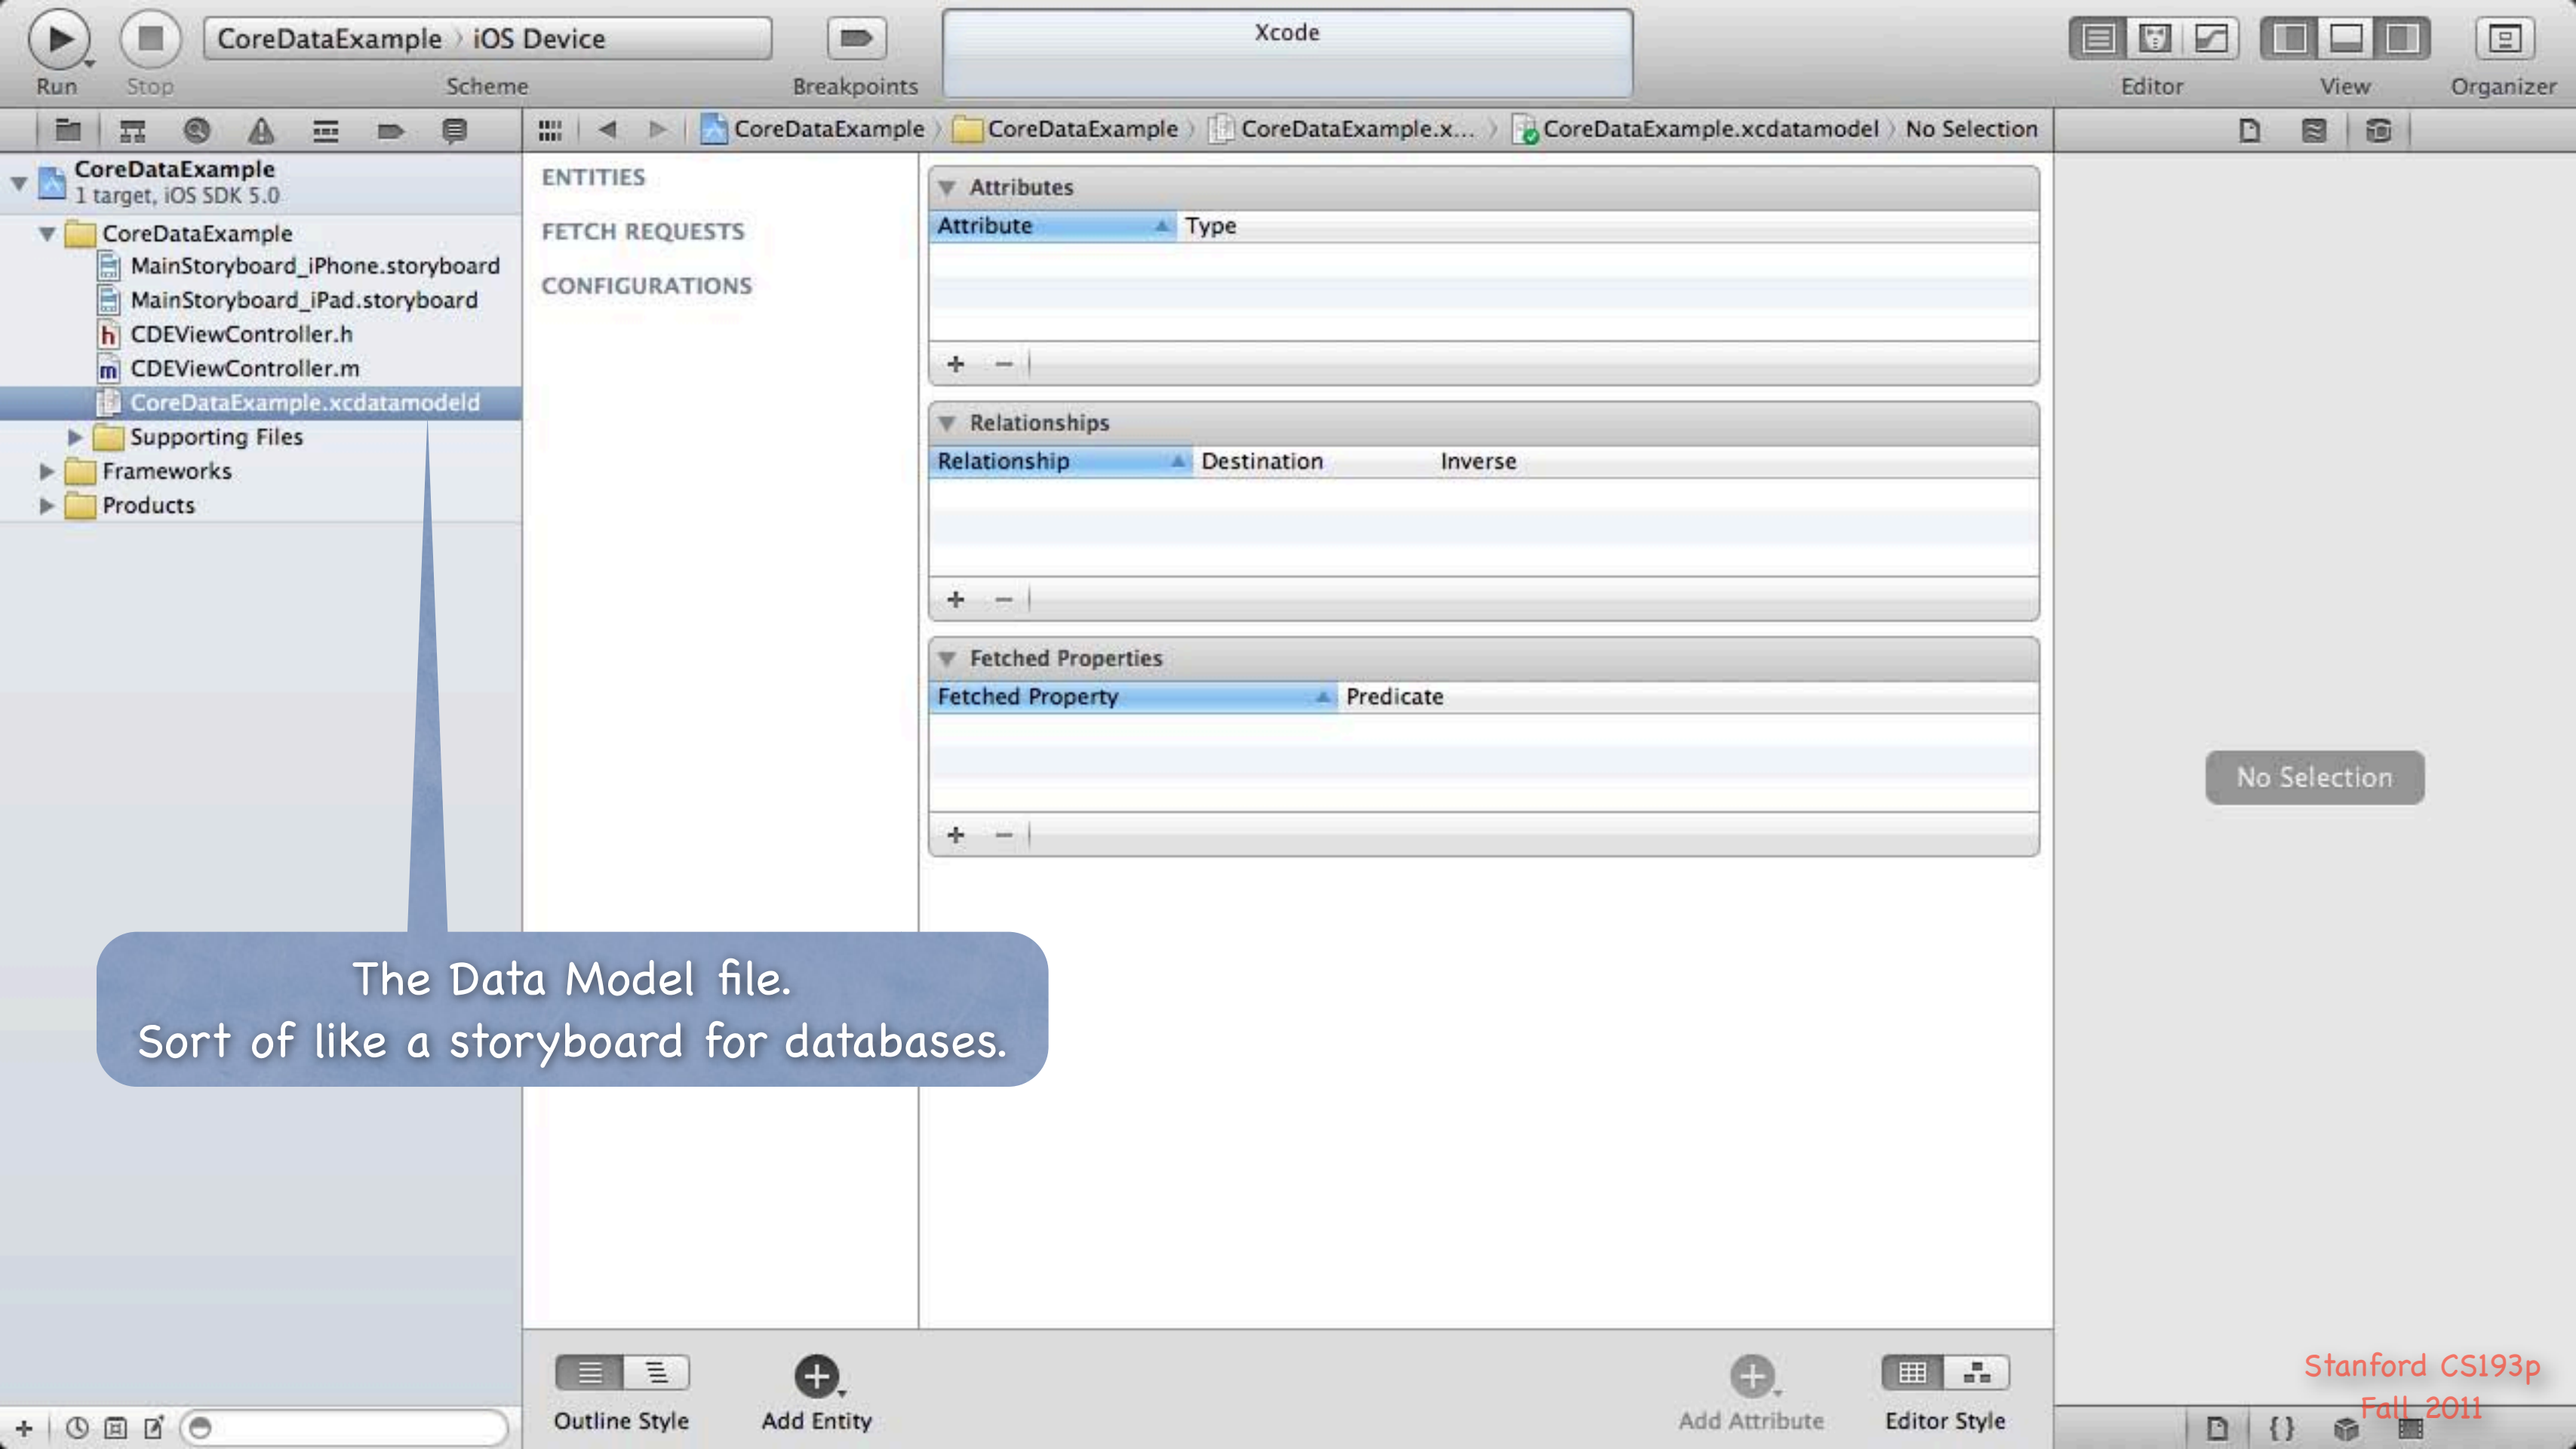 CoreDataExample › iOS Device
Xcode
Run
Stop
Scheme
Breakpoints
Editor
View
Organizer
CoreDataExample
CoreDataExample
CoreDataExample.x...
CoreDataExample.xcdatamodel
No Selection
CoreDataExample
1 target, iOS SDK 5.0
CoreDataExample
MainStoryboard_iPhone.storyboard
MainStoryboard_iPad.storyboard
h CDEViewController.h
m CDEViewController.m
CoreDataExample.xcdatamodeld
Supporting Files
Frameworks
Products
ENTITIES
FETCH REQUESTS
CONFIGURATIONS
Attributes
Attribute Type
Relationships
Relationship Destination Inverse
Fetched Properties
Fetched Property Predicate
No Selection
The Data Model file.
Sort of like a storyboard for databases.
Outline Style
Add Entity
Add Attribute
Editor Style
Stanford CS193p
Fall 2011